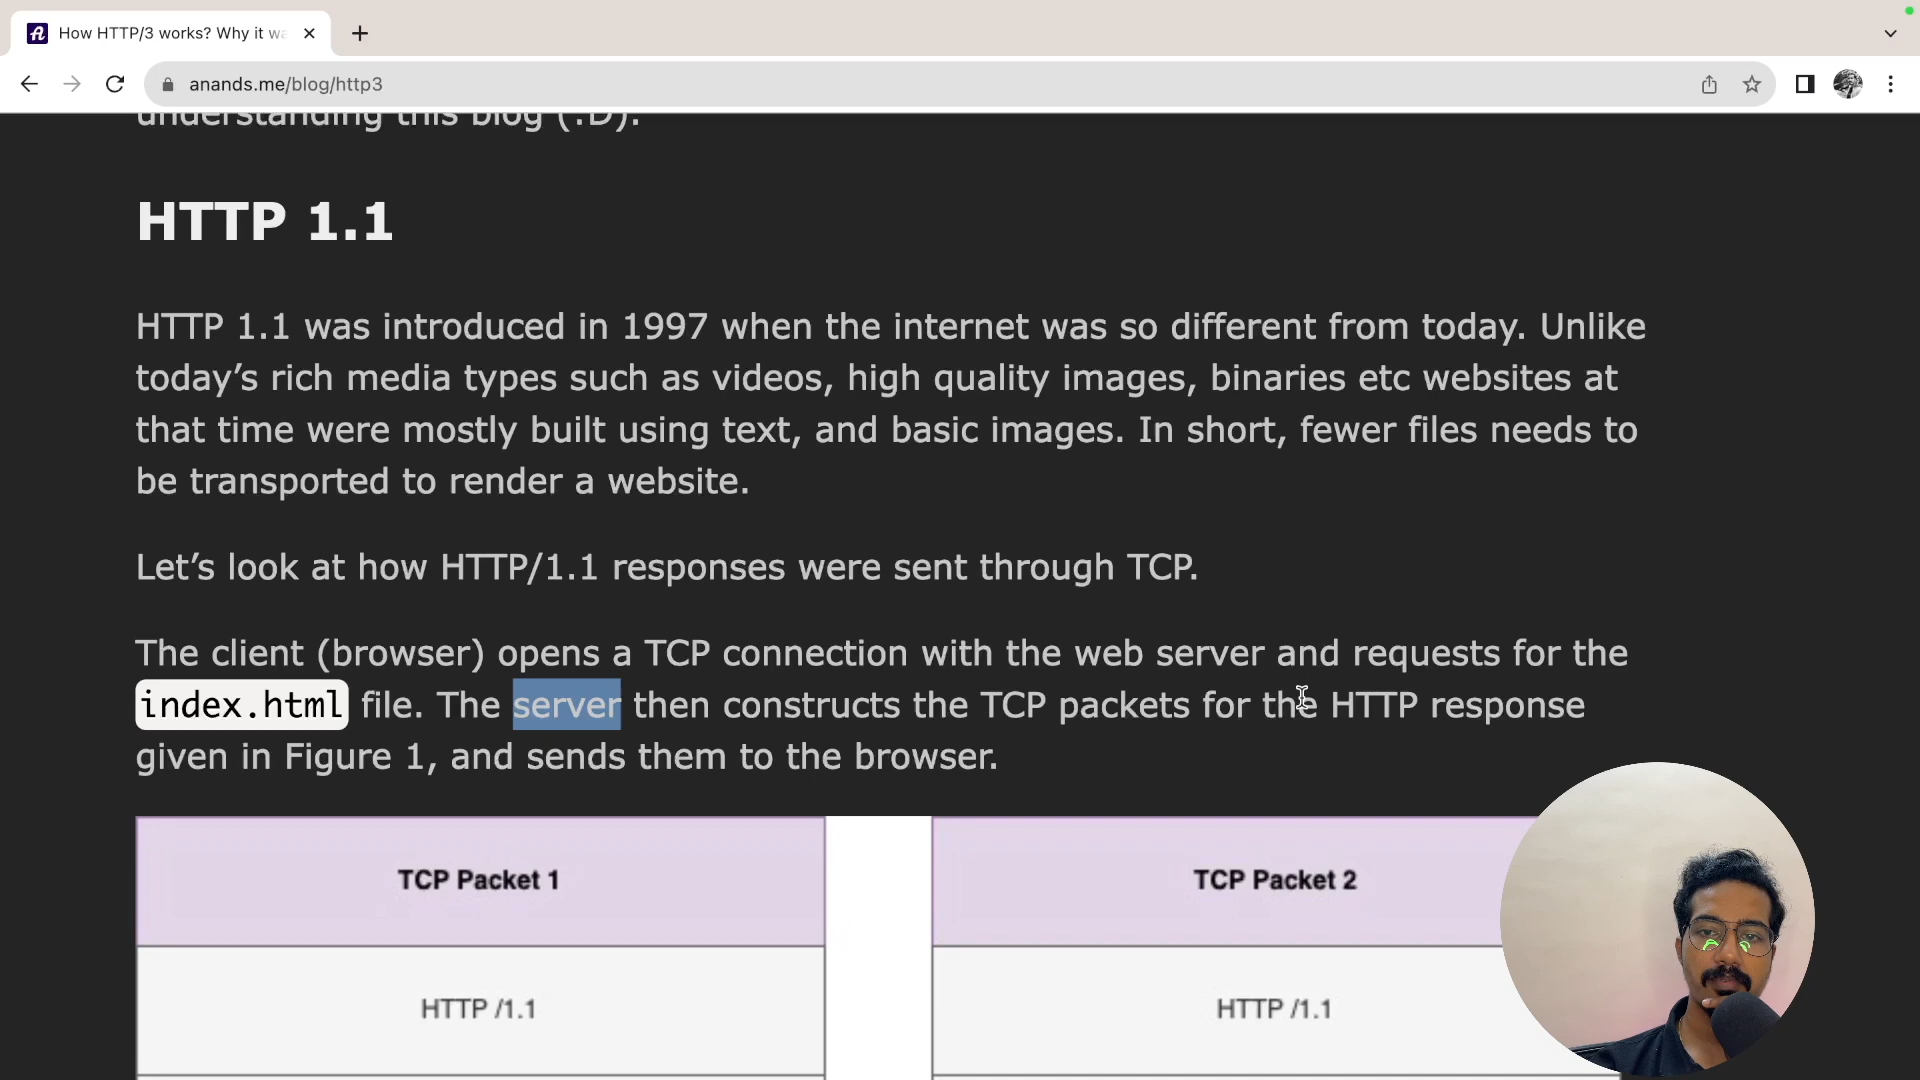 How HTTP/3 works? Why it wa
anands.me/blog/http3
understanding this blog (:D).
HTTP 1.1
HTTP 1.1 was introduced in 1997 when the internet was so different from today. Unlike
today’s rich media types such as videos, high quality images, binaries etc websites at
that time were mostly built using text, and basic images. In short, fewer files needs to
be transported to render a website.
Let’s look at how HTTP/1.1 responses were sent through TCP.
The client (browser) opens a TCP connection with the web server and requests for the
index.html file. The server then constructs the TCP packets for the HTTP response
given in Figure 1, and sends them to the browser.
TCP Packet 1
TCP Packet 2
HTTP /1.1
HTTP /1.1